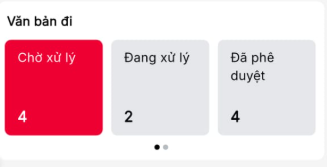 Văn bản đi
Chờ xử lý
Đang xử lý
Đã phê
duyệt
4
2
4